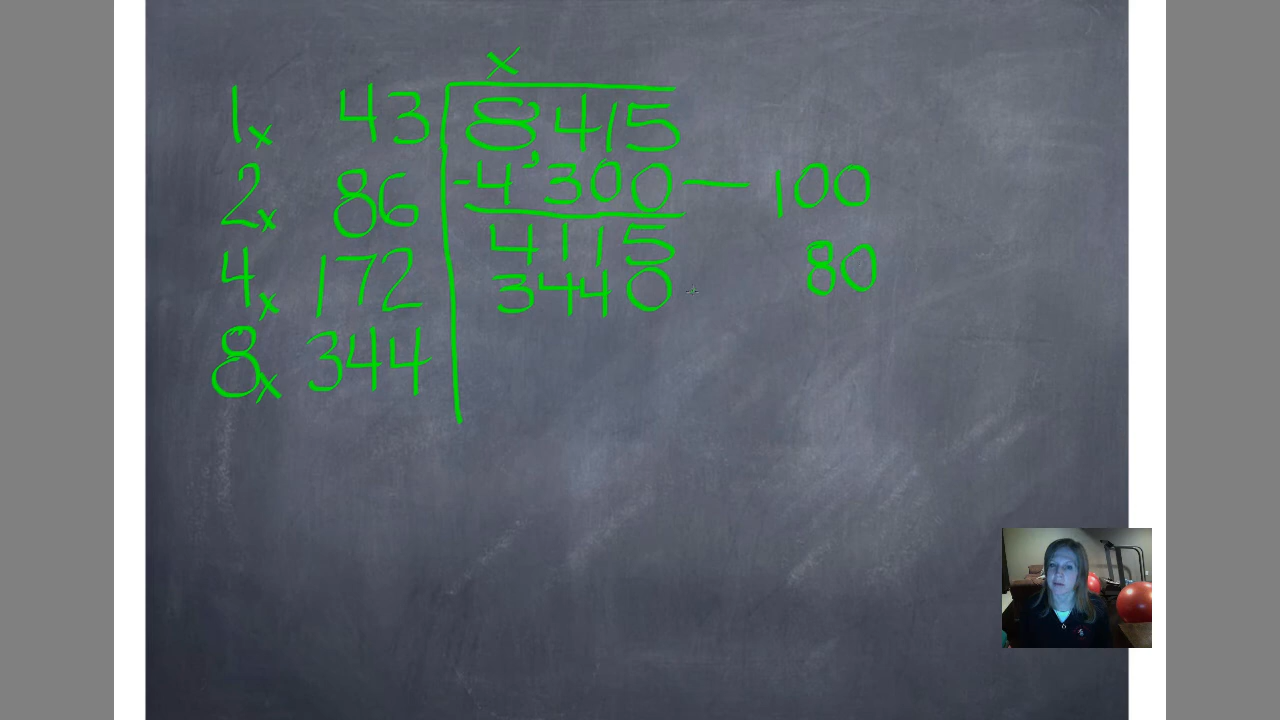 x
1x 43 8,415
2x 86 -4,300 — 100
4x 172 4115 80
3440
8x 344